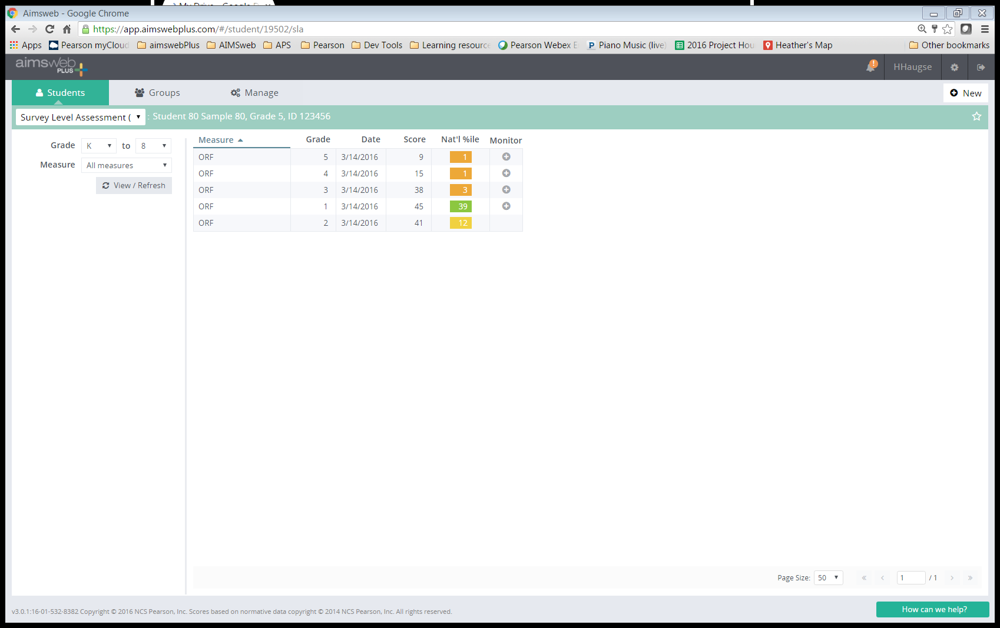 My Drive - Google
Aimsweb - Google Chrome
https://app.aimswebplus.com/#/student/19502/sla
Apps Pearson myCloud aimswebPlus AIMSweb APS Pearson Dev Tools Learning resource Pearson Webex E Piano Music (live) 2016 Project Hou Heather's Map Other bookmarks
aimsweb PLUS
HHaugse
Students Groups Manage New
Survey Level Assessment ( : Student 80 Sample 80, Grade 5, ID 123456
Grade K to 8
Measure All measures
View / Refresh
Measure Grade Date Score Nat'l %ile Monitor
ORF 5 3/14/2016 9 1
ORF 4 3/14/2016 15 1
ORF 3 3/14/2016 38 3
ORF 1 3/14/2016 45 39
ORF 2 3/14/2016 41 12
Page Size: 50 « ‹ 1 / 1 › »
v3.0.1:16-01-532-8382 Copyright © 2016 NCS Pearson, Inc. Scores based on normative data copyright © 2014 NCS Pearson, Inc. All rights reserved.
How can we help?